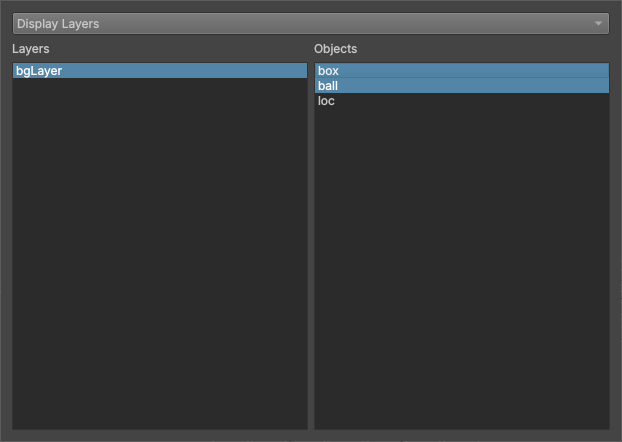 Display Layers
Layers
Objects
bgLayer
box
ball
loc